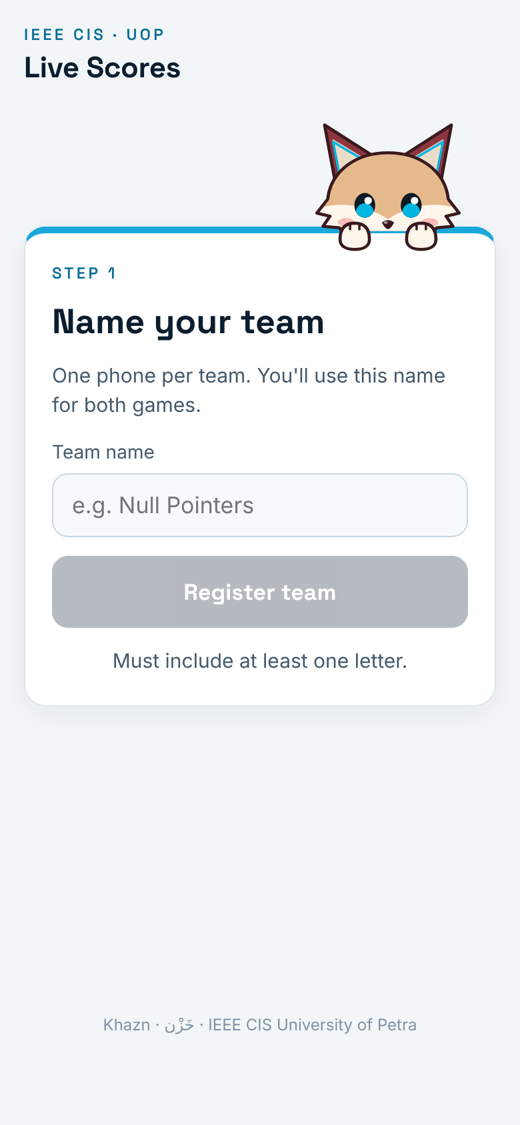 IEEE CIS · UOP
Live Scores
STEP 1
Name your team
One phone per team. You'll use this name
for both games.
Team name
e.g. Null Pointers
Register team
Must include at least one letter.
Khazn · خَزْن · IEEE CIS University of Petra